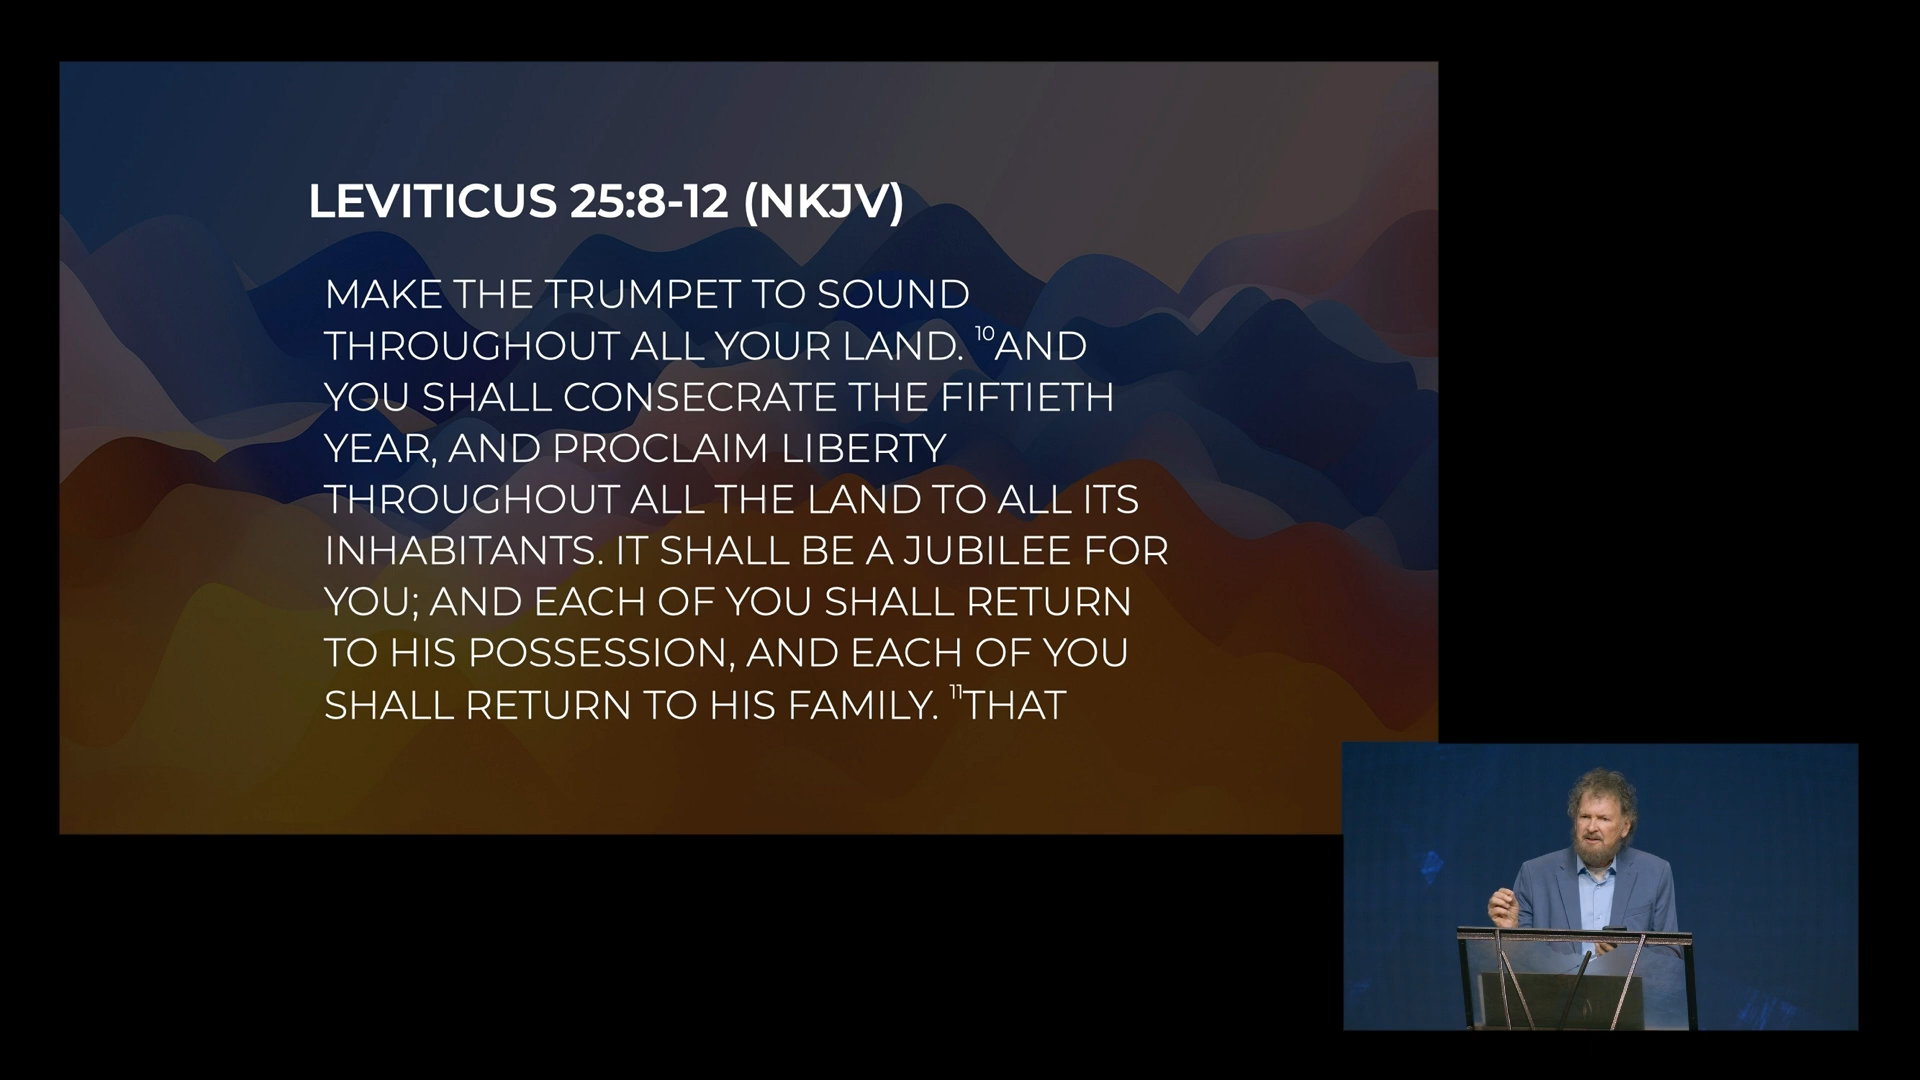 LEVITICUS 25:8-12 (NKJV)
MAKE THE TRUMPET TO SOUND
THROUGHOUT ALL YOUR LAND. 10AND
YOU SHALL CONSECRATE THE FIFTIETH
YEAR, AND PROCLAIM LIBERTY
THROUGHOUT ALL THE LAND TO ALL ITS
INHABITANTS. IT SHALL BE A JUBILEE FOR
YOU; AND EACH OF YOU SHALL RETURN
TO HIS POSSESSION, AND EACH OF YOU
SHALL RETURN TO HIS FAMILY. 11THAT